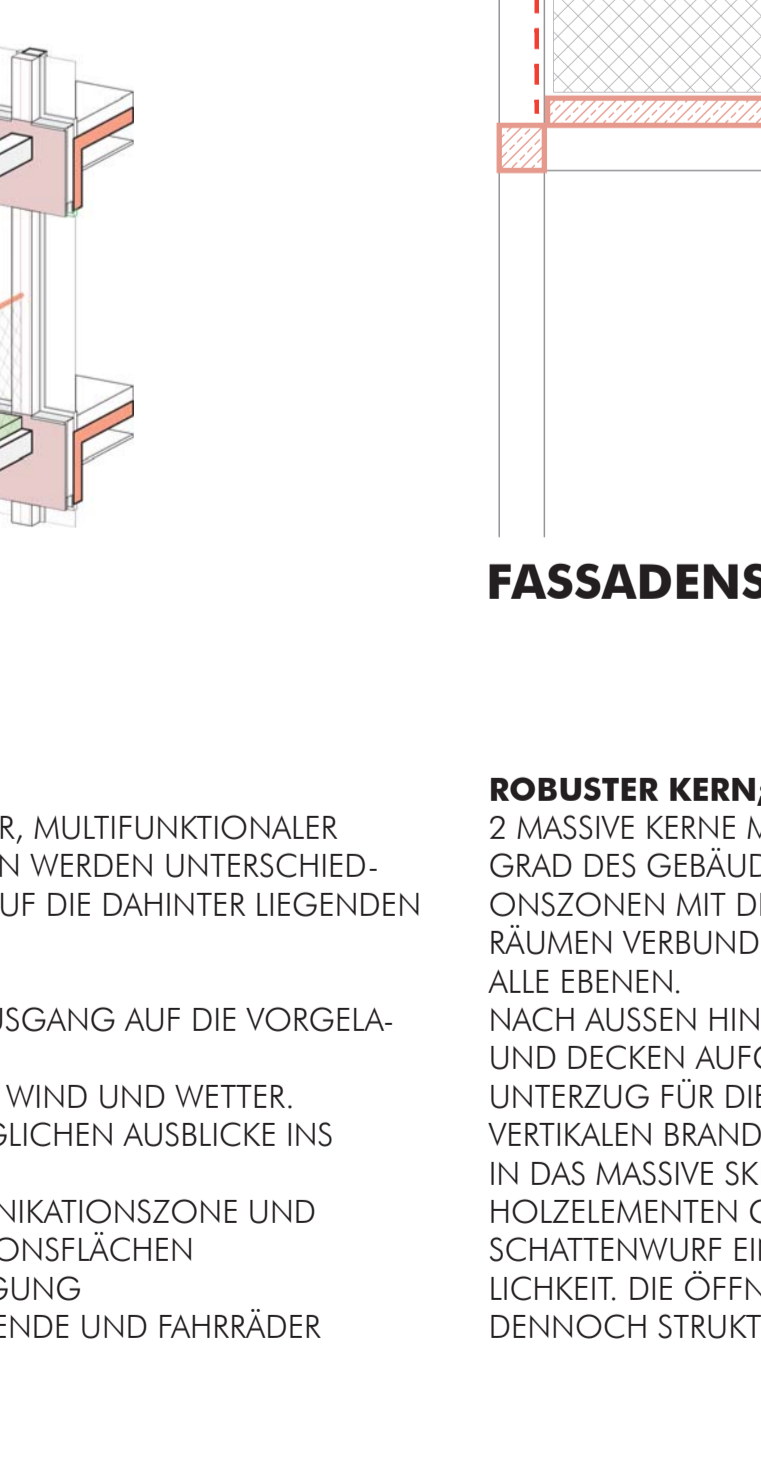 FASSADENS
R, MULTIFUNKTIONALER
N WERDEN UNTERSCHIED-
UF DIE DAHINTER LIEGENDEN
USGANG AUF DIE VORGELA-
WIND UND WETTER.
GLICHEN AUSBLICKE INS
NIKATIONSZONE UND
ONSFLÄCHEN
GUNG
ENDE UND FAHRRÄDER
ROBUSTER KERN;
2 MASSIVE KERNE M
GRAD DES GEBÄUD
ONSZONEN MIT DE
RÄUMEN VERBUND
ALLE EBENEN.
NACH AUSSEN HIN
UND DECKEN AUFG
UNTERZUG FÜR DIE
VERTIKALEN BRAND
IN DAS MASSIVE SK
HOLZELEMENTEN G
SCHATTENWURF EIN
LICHKEIT. DIE ÖFFN
DENNOCH STRUKT